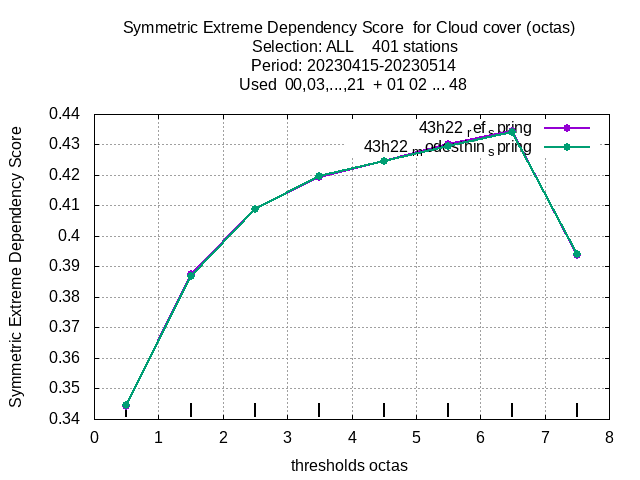 Symmetric Extreme Dependency Score  for Cloud cover (octas)
Selection: ALL    401 stations
Period: 20230415-20230514
Used  00,03,...,21  + 01 02 ... 48
Symmetric Extreme Dependency Score
0.44
0.43
0.42
0.41
0.4
0.39
0.38
0.37
0.36
0.35
0.34
43h22ref_spring
43h22modesthin_spring
0 1 2 3 4 5 6 7 8
thresholds octas